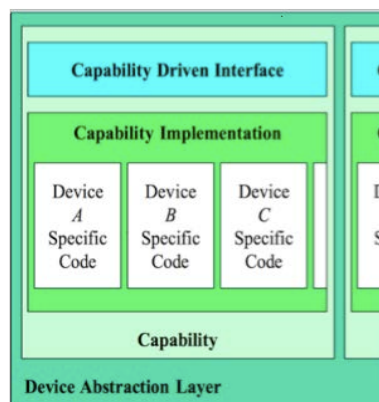 Capability Driven Interface
Capability Implementation
Device
A
Specific
Code
Device
B
Specific
Code
Device
C
Specific
Code
Capability
Device Abstraction Layer